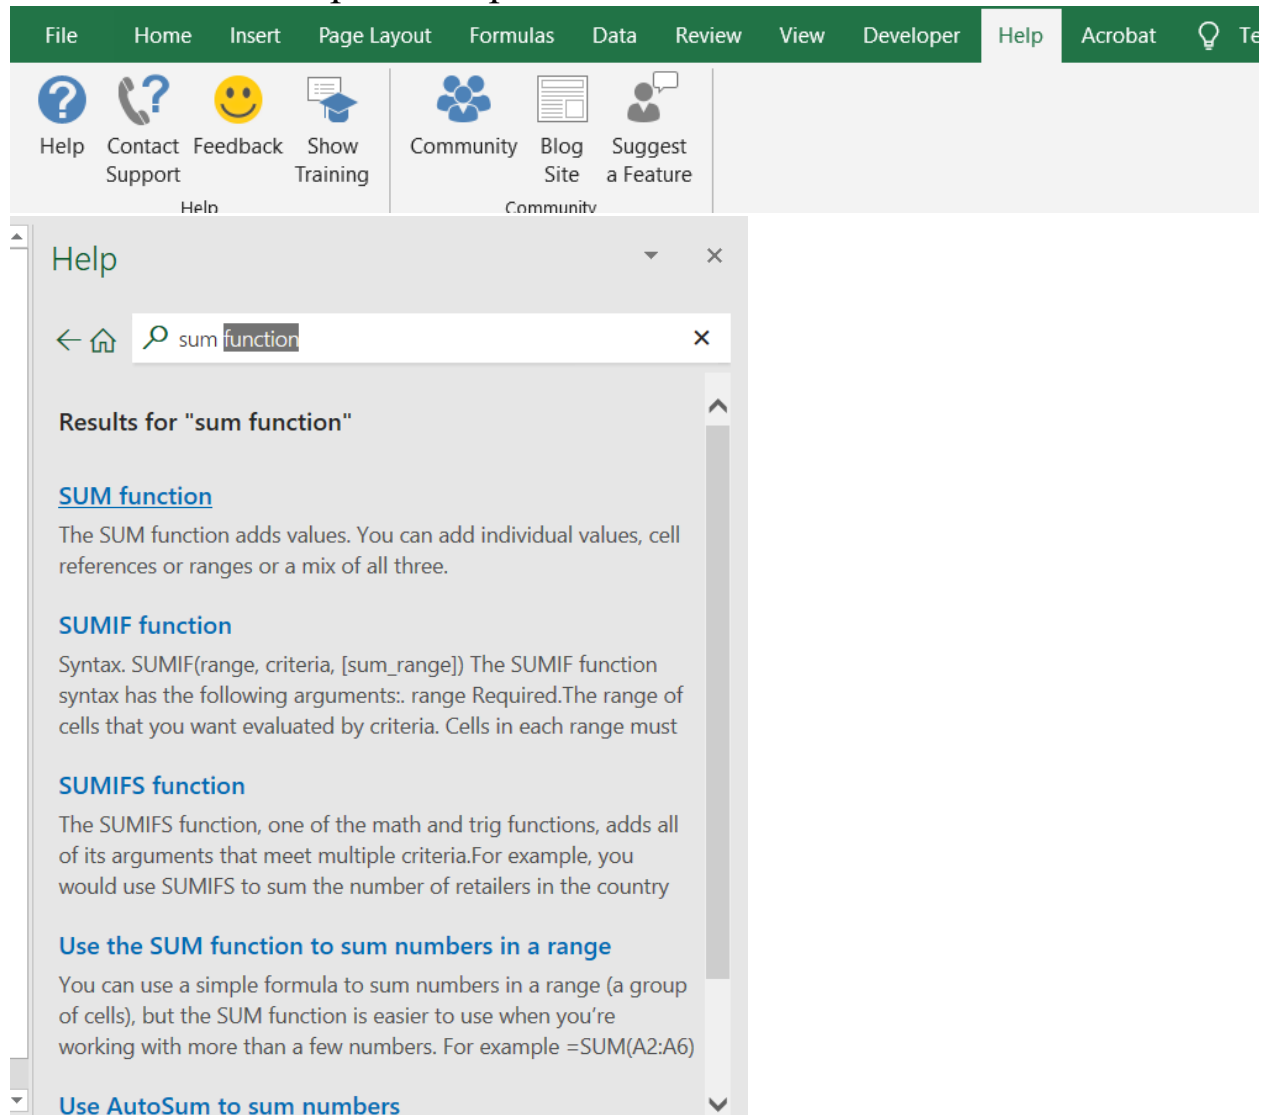 File Home Insert Page Layout Formulas Data Review View Developer Help Acrobat Te
Help Contact Support Feedback Show Training Community Blog Site Suggest a Feature
Help Community
Help
sum function
Results for "sum function"
SUM function
The SUM function adds values. You can add individual values, cell
references or ranges or a mix of all three.
SUMIF function
Syntax. SUMIF(range, criteria, [sum_range]) The SUMIF function
syntax has the following arguments:. range Required.The range of
cells that you want evaluated by criteria. Cells in each range must
SUMIFS function
The SUMIFS function, one of the math and trig functions, adds all
of its arguments that meet multiple criteria.For example, you
would use SUMIFS to sum the number of retailers in the country
Use the SUM function to sum numbers in a range
You can use a simple formula to sum numbers in a range (a group
of cells), but the SUM function is easier to use when you’re
working with more than a few numbers. For example =SUM(A2:A6)
Use AutoSum to sum numbers